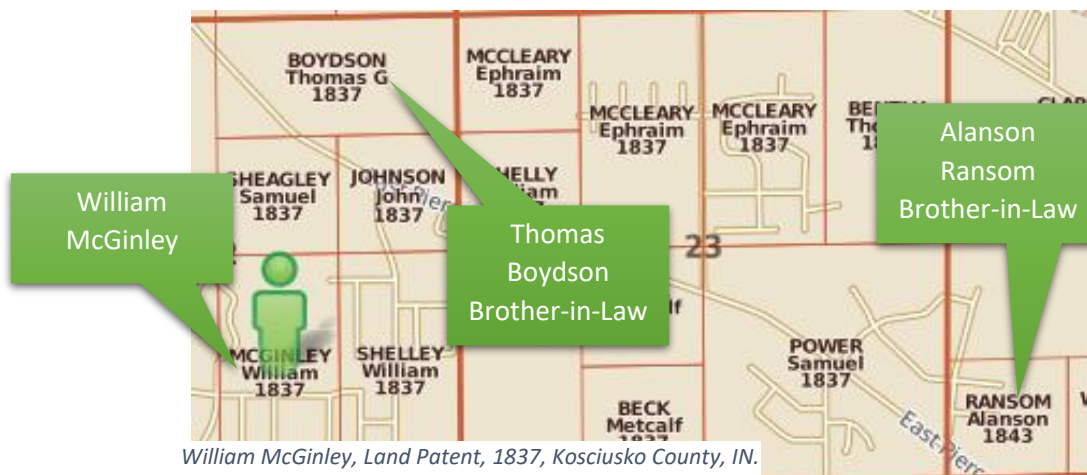 BOYDSON
Thomas G
1837
MCCLEARY
Ephraim
1837
MCCLEARY
Ephraim
1837
MCCLEARY
Ephraim
1837
Alanson
Ransom
Brother-in-Law
William
McGinley
SHEAGLEY
Samuel
1837
JOHNSON
John
1837
Thomas
Boydson
Brother-in-Law
23
MCGINLEY
William
1837
SHELLEY
William
1837
POWER
Samuel
1837
BECK
Metcalf
1837
RANSOM
Alanson
1843
William McGinley, Land Patent, 1837, Kosciusko County, IN.